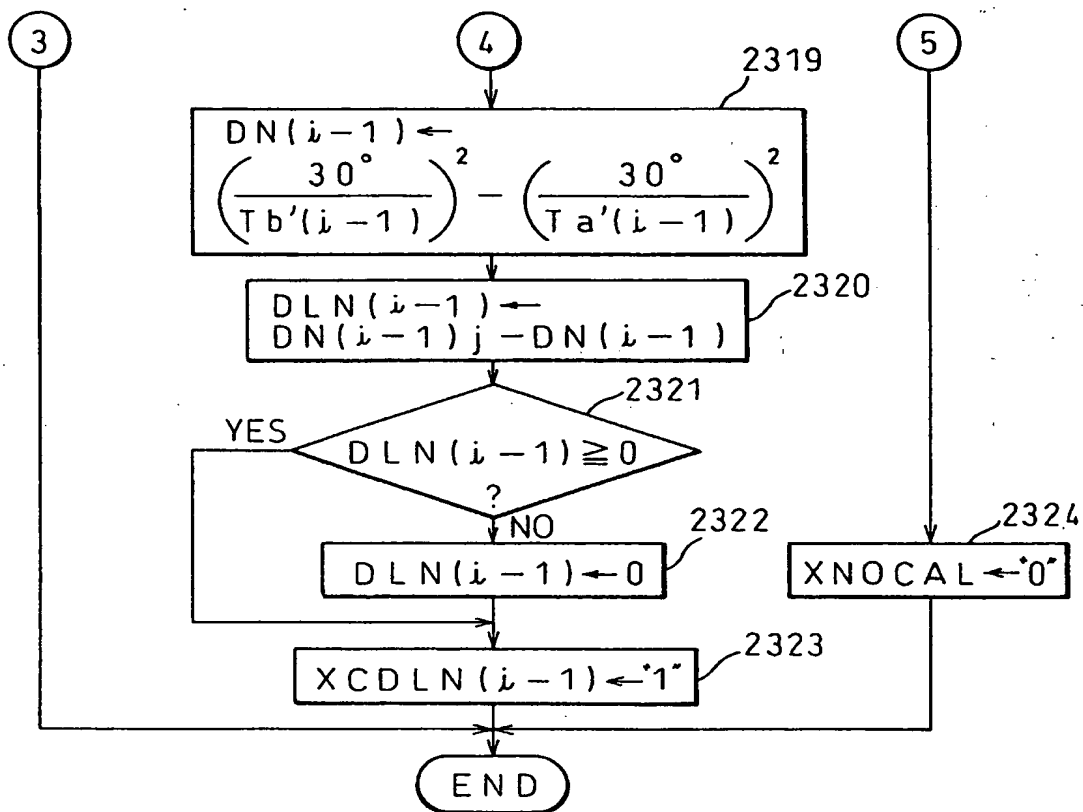 3
4
5
2319
DN(i-1)←
(30°/Tb'(i-1))² - (30°/Ta'(i-1))²
2320
DLN(i-1)←
DN(i-1)j-DN(i-1)
2321
YES
DLN(i-1)≧0
?
NO
2322
DLN(i-1)←0
2324
XNOCAL←"0"
2323
XCDLN(i-1)←"1"
END